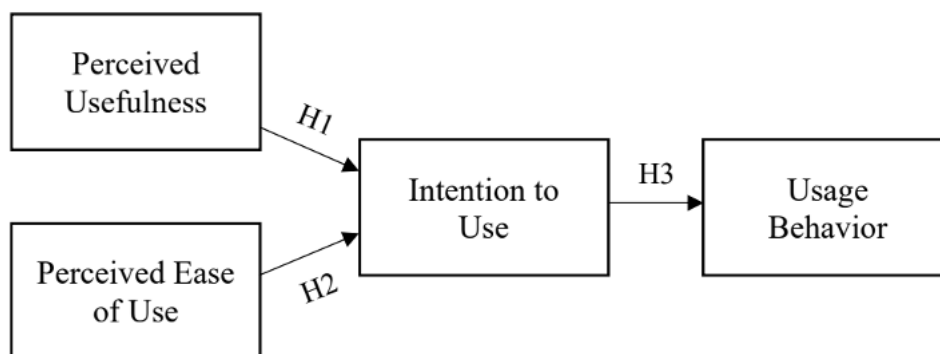 Perceived
Usefulness
H1
Perceived Ease
of Use
H2
Intention to
Use
H3
Usage
Behavior